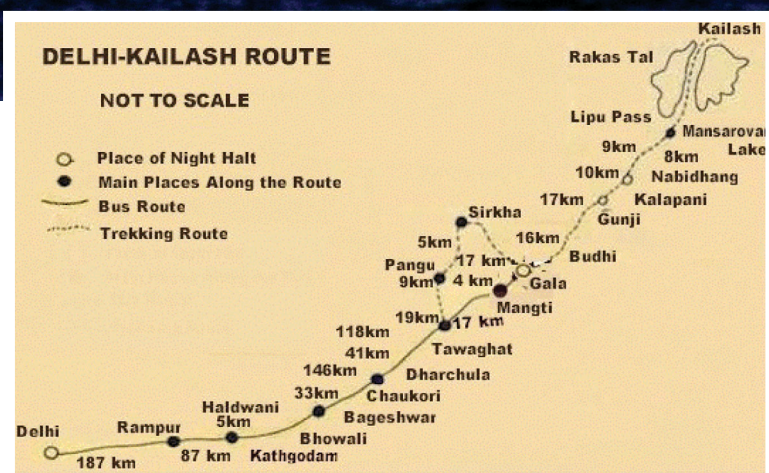 Kailash
DELHI-KAILASH ROUTE
Rakas Tal
NOT TO SCALE
Lipu Pass
Mansarovar
Lake
9km
8km
Place of Night Halt
10km
Nabidhang
Main Places Along the Route
17km
Kalapani
Bus Route
Sirkha
Gunji
Trekking Route
5km
16km
Budhi
Pangu
17 km
9km
4 km
Gala
Mangti
19km
17 km
118km
Tawaghat
41km
146km
Dharchula
33km
Chaukori
Haldwani
5km
Bageshwar
Delhi
Rampur
Bhowali
187 km
87 km
Kathgodam